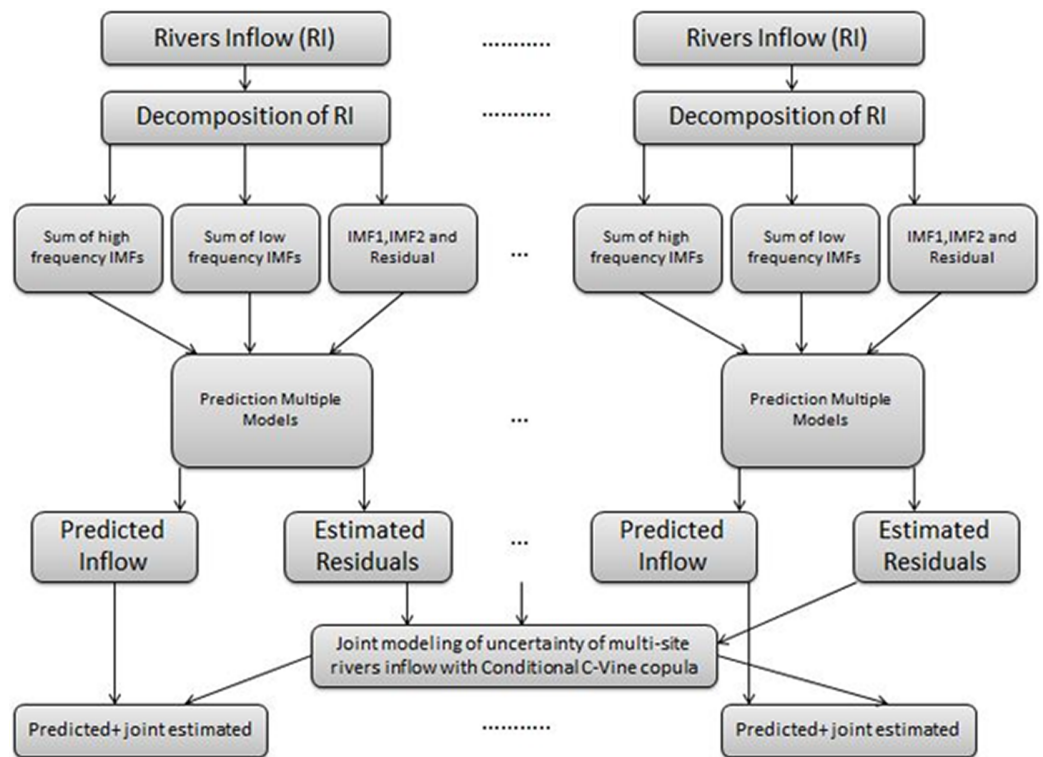 Rivers Inflow (RI) ........... Rivers Inflow (RI)
Decomposition of RI ........... Decomposition of RI
Sum of high
frequency IMFs
Sum of low
frequency IMFs
IMF1,IMF2 and
Residual
...
Sum of high
frequency IMFs
Sum of low
frequency IMFs
IMF1,IMF2 and
Residual
Prediction Multiple
Models
...
Prediction Multiple
Models
Predicted
Inflow
Estimated
Residuals
...
Predicted
Inflow
Estimated
Residuals
Joint modeling of uncertainty of multi-site
rivers inflow with Conditional C-Vine copula
Predicted+ joint estimated ........... Predicted+ joint estimated